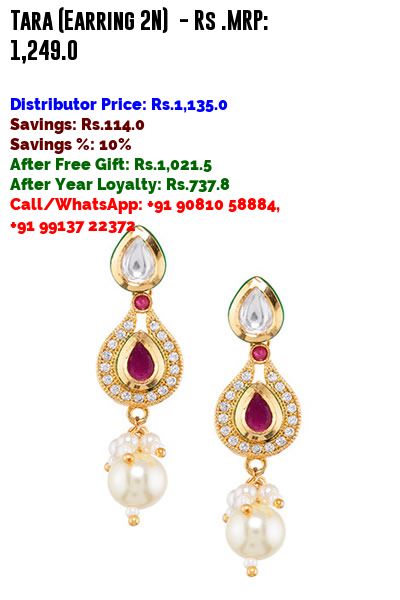 Tara (Earring 2N) - Rs .MRP:
1,249.0
Distributor Price: Rs.1,135.0
Savings: Rs.114.0
Savings %: 10%
After Free Gift: Rs.1,021.5
After Year Loyalty: Rs.737.8
Call/WhatsApp: +91 90810 58884,
+91 99137 22372